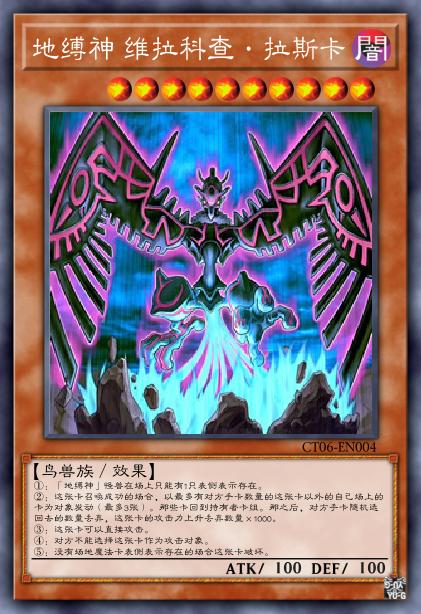 地缚神 维拉科查·拉斯卡
闇
CT06-EN004
【鸟兽族／效果】
①：「地缚神」怪兽在场上只能有1只表侧表示存在。
②：这张卡召唤成功的场合，以最多有对方手卡数量的这张卡以外的自己场上的
卡为对象发动（最多3张）。那些卡回到持有者卡组。那之后，对方手卡随机选
回去的数量丢弃，这张卡的攻击力上升丢弃数量×1000。
③：这张卡可以直接攻击。
④：对方不能选择这张卡作为攻击对象。
⑤：没有场地魔法卡表侧表示存在的场合这张卡破坏。
ATK/ 100 DEF/ 100